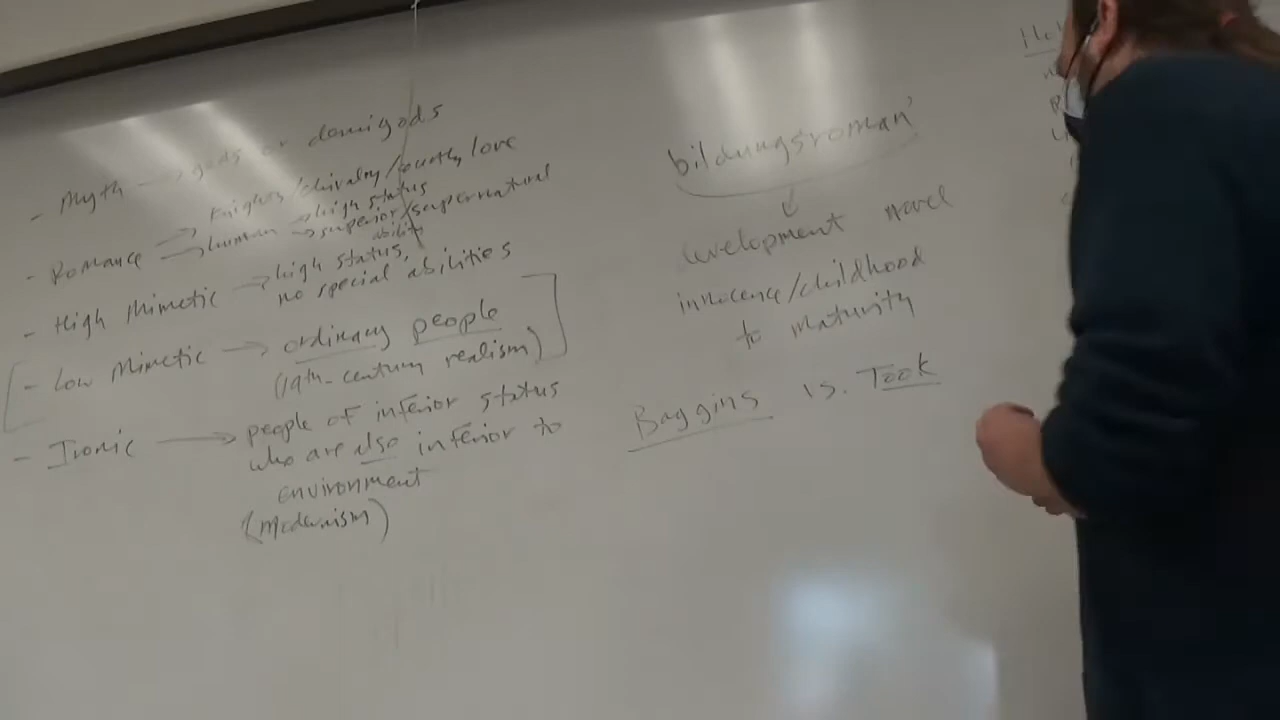 - Myth → gods or demigods
- Romance → Knights/chivalry/courtly love
→ human → high status
→ superior/supernatural
ability
- High Mimetic → high status,
no special abilities
- Low Mimetic → ordinary people
(19th-century realism)
- Ironic → people of inferior status
who are also inferior to
environment
(modernism)
bildungsroman
development novel
innocence/childhood
to maturity
Baggins is. Took